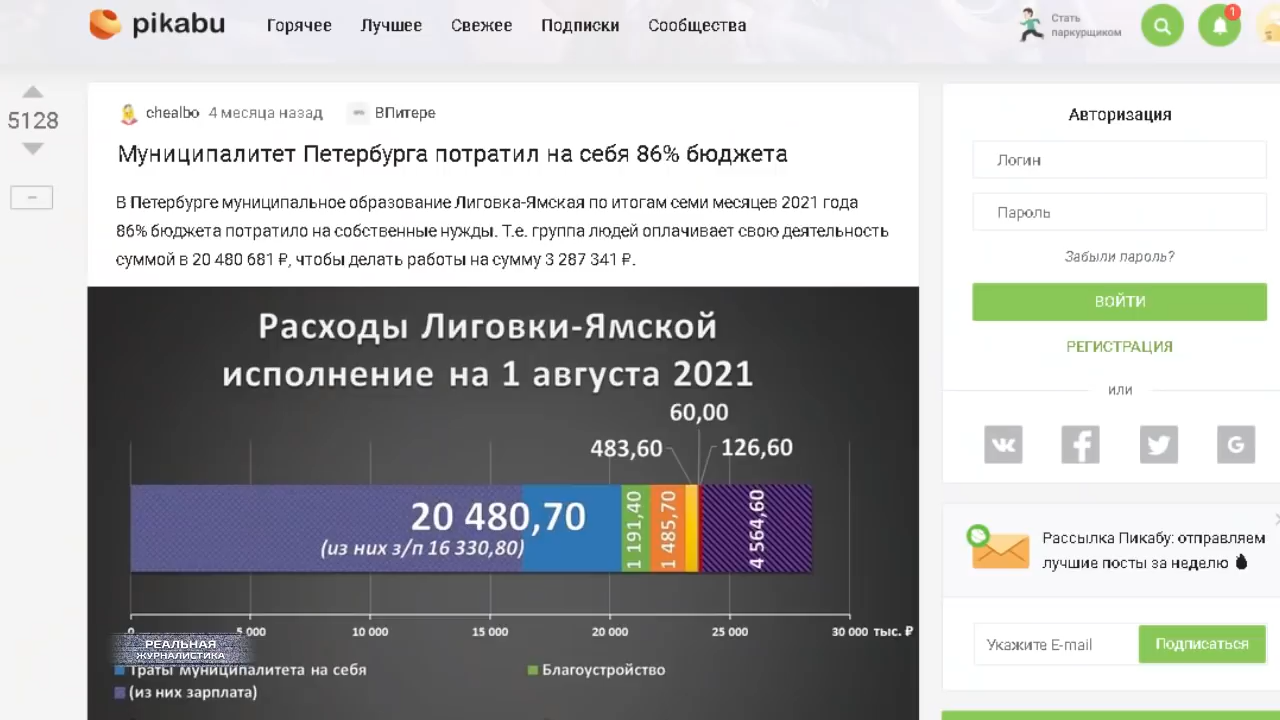 pikabu
Горячее Лучшее Свежее Подписки Сообщества
Стать
паркурщиком
1
5128
chealbo 4 месяца назад ВПитере
Муниципалитет Петербурга потратил на себя 86% бюджета
В Петербурге муниципальное образование Лиговка-Ямская по итогам семи месяцев 2021 года
86% бюджета потратило на собственные нужды. Т.е. группа людей оплачивает свою деятельность
суммой в 20 480 681 ₽, чтобы делать работы на сумму 3 287 341 ₽.
Расходы Лиговки-Ямской
исполнение на 1 августа 2021
60,00
483,60
126,60
20 480,70
(из них з/п 16 330,80)
1 191,40
1 485,70
4 564,60
0 5 000 10 000 15 000 20 000 25 000 30 000 тыс. ₽
РЕАЛЬНАЯ
ЖУРНАЛИСТИКА
Траты муниципалитета на себя
Благоустройство
(из них зарплата)
Авторизация
Логин
Пароль
Забыли пароль?
ВОЙТИ
РЕГИСТРАЦИЯ
или
G
Рассылка Пикабу: отправляем
лучшие посты за неделю
Укажите E-mail
Подписаться